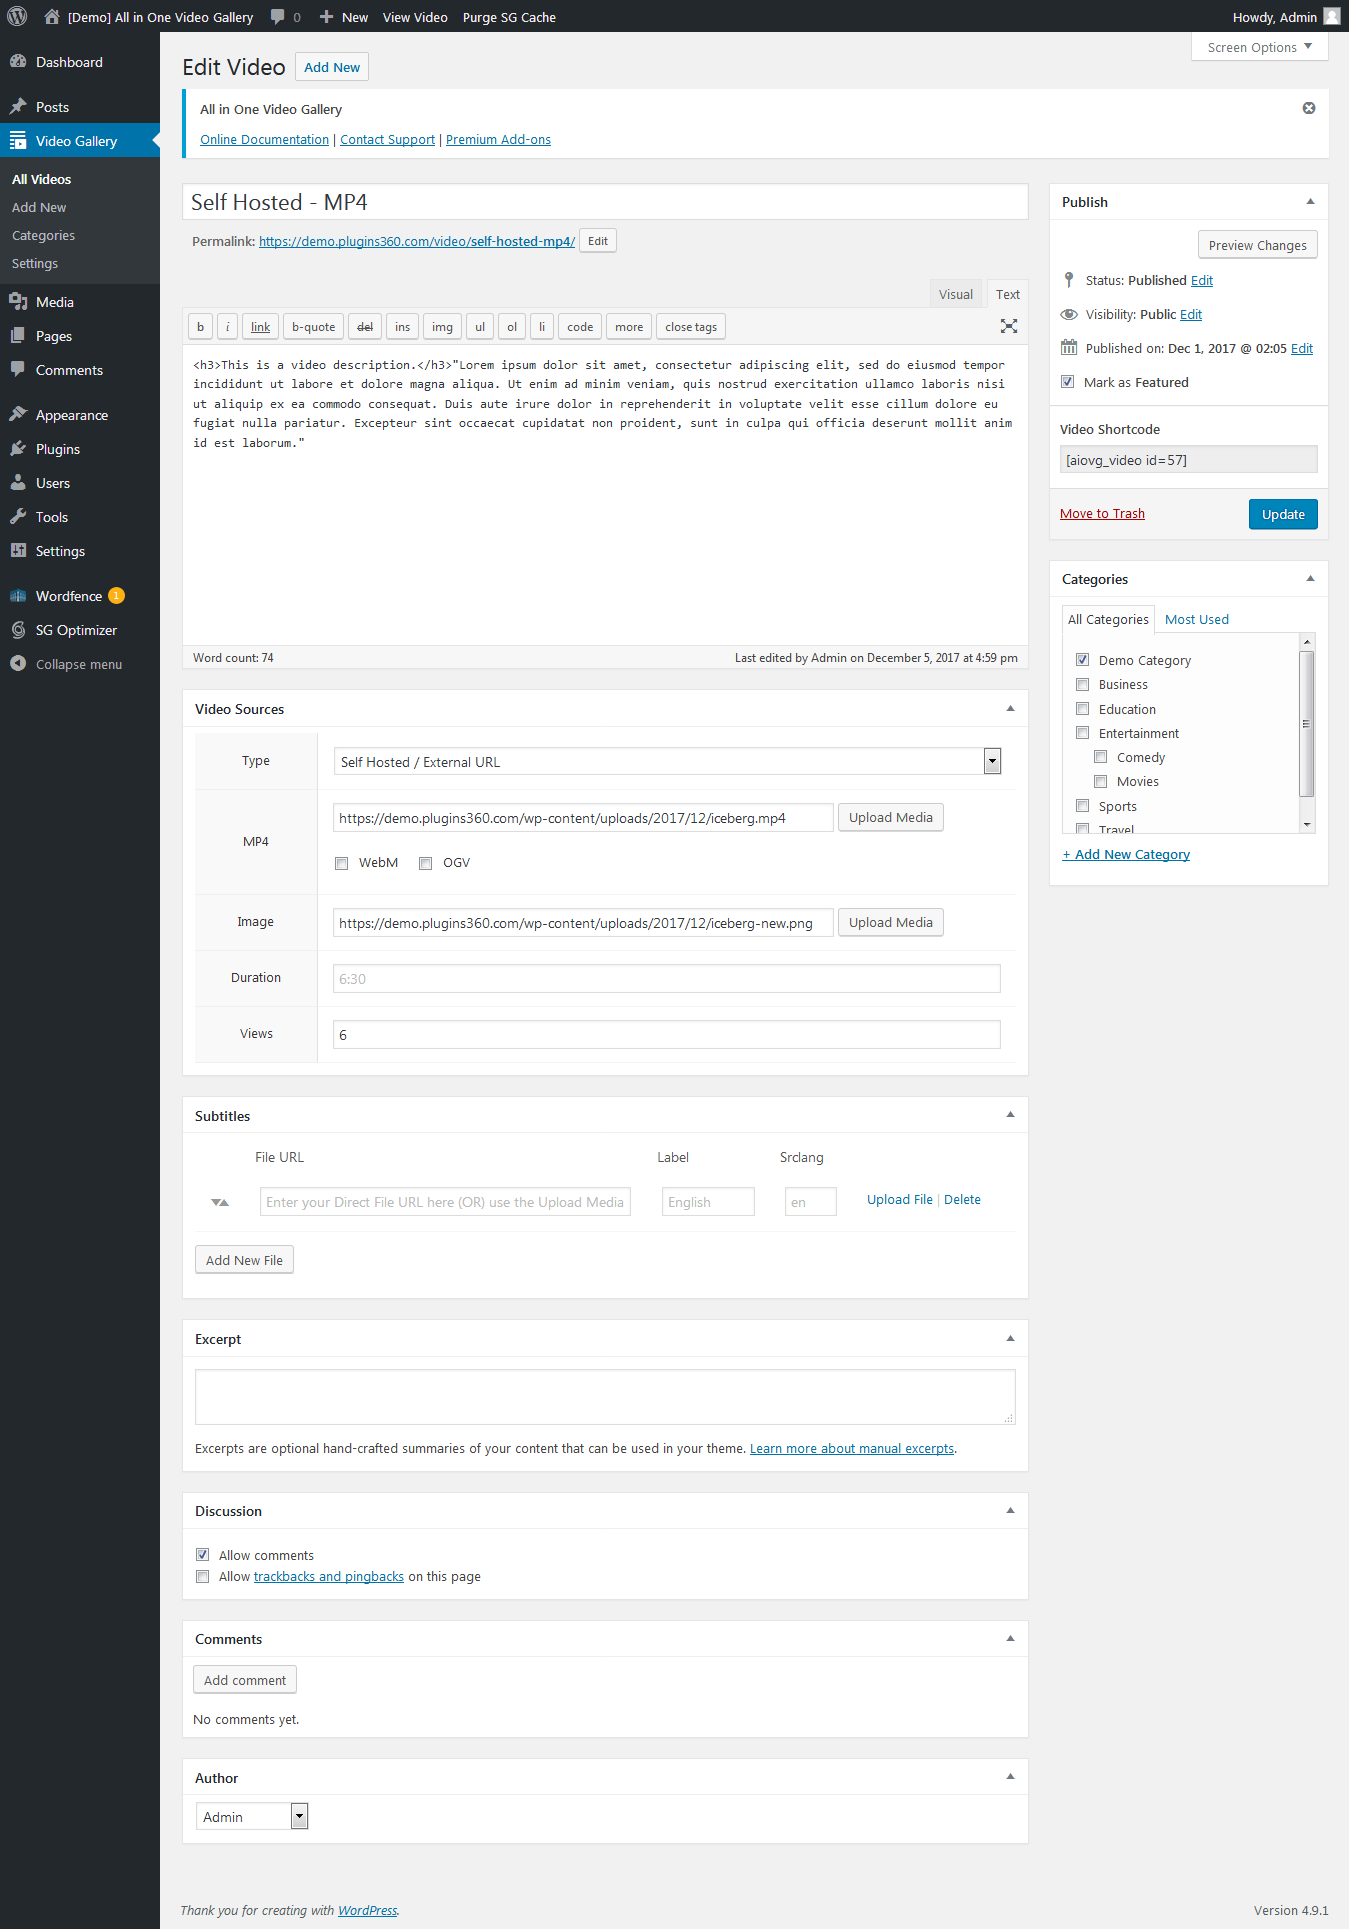 [Demo] All in One Video Gallery 0 New View Video Purge SG Cache Howdy, Admin
Dashboard
Posts
Video Gallery
All Videos
Add New
Categories
Settings
Media
Pages
Comments
Appearance
Plugins
Users
Tools
Settings
Wordfence 1
SG Optimizer
Collapse menu
Screen Options
Edit Video Add New
All in One Video Gallery
Online Documentation | Contact Support | Premium Add-ons
Self Hosted - MP4
Permalink: https://demo.plugins360.com/video/self-hosted-mp4/ Edit
Visual Text
b i link b-quote del ins img ul ol li code more close tags
<h3>This is a video description.</h3>"Lorem ipsum dolor sit amet, consectetur adipiscing elit, sed do eiusmod tempor
incididunt ut labore et dolore magna aliqua. Ut enim ad minim veniam, quis nostrud exercitation ullamco laboris nisi
ut aliquip ex ea commodo consequat. Duis aute irure dolor in reprehenderit in voluptate velit esse cillum dolore eu
fugiat nulla pariatur. Excepteur sint occaecat cupidatat non proident, sunt in culpa qui officia deserunt mollit anim
id est laborum."
Word count: 74 Last edited by Admin on December 5, 2017 at 4:59 pm
Video Sources
Type Self Hosted / External URL
MP4 https://demo.plugins360.com/wp-content/uploads/2017/12/iceberg.mp4 Upload Media
WebM OGV
Image https://demo.plugins360.com/wp-content/uploads/2017/12/iceberg-new.png Upload Media
Duration 6:30
Views 6
Subtitles
File URL Label Srclang
Enter your Direct File URL here (OR) use the Upload Media English en Upload File | Delete
Add New File
Excerpt
Excerpts are optional hand-crafted summaries of your content that can be used in your theme. Learn more about manual excerpts.
Discussion
Allow comments
Allow trackbacks and pingbacks on this page
Comments
Add comment
No comments yet.
Author
Admin
Publish
Preview Changes
Status: Published Edit
Visibility: Public Edit
Published on: Dec 1, 2017 @ 02:05 Edit
Mark as Featured
Video Shortcode
[aiovg_video id=57]
Move to Trash Update
Categories
All Categories Most Used
Demo Category
Business
Education
Entertainment
Comedy
Movies
Sports
Travel
+ Add New Category
Thank you for creating with WordPress. Version 4.9.1